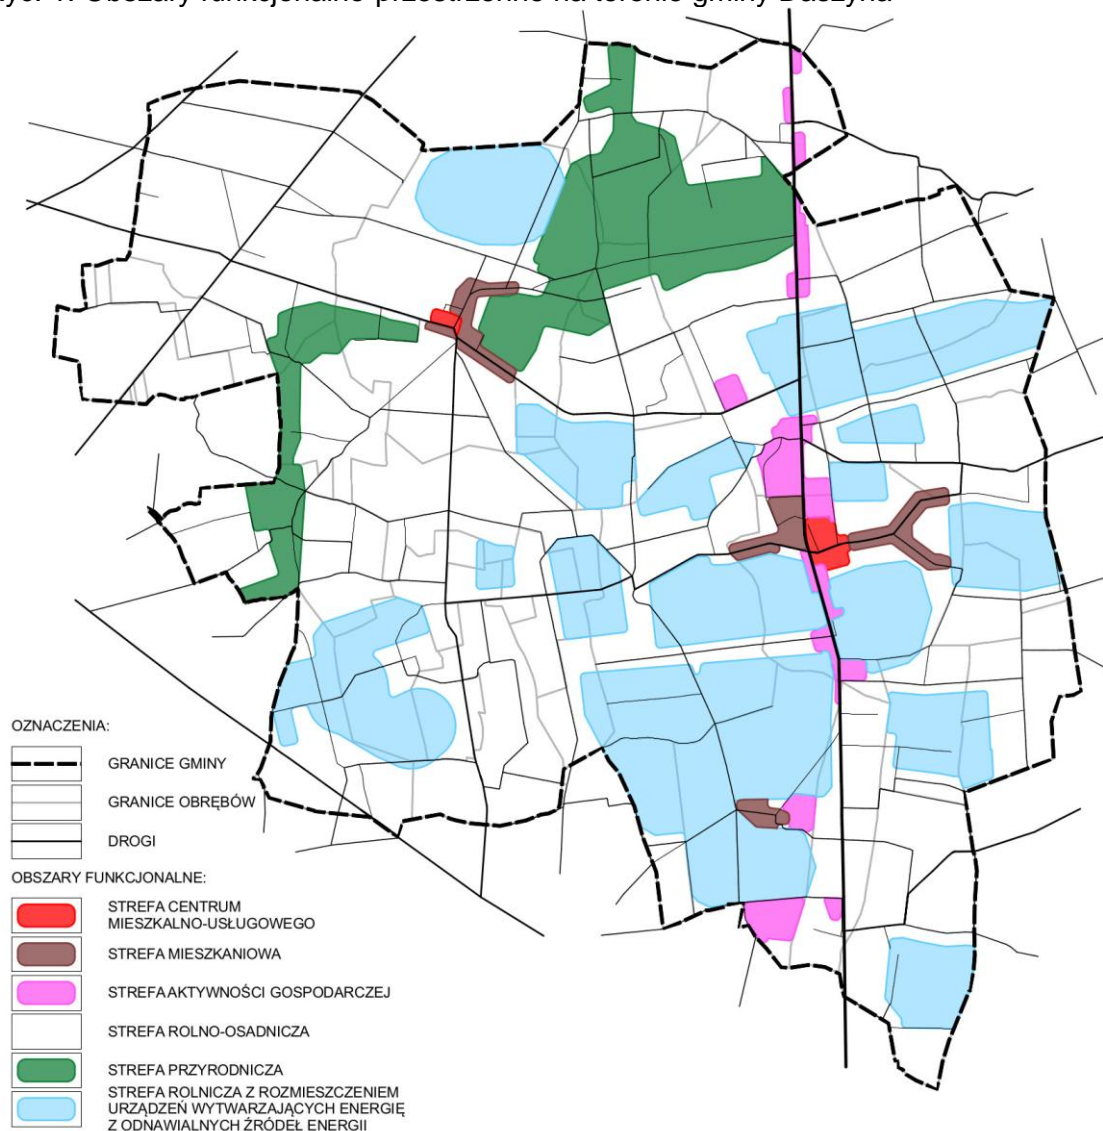 OZNACZENIA:
GRANICE GMINY
GRANICE OBRĘBÓW
DROGI
OBSZARY FUNKCJONALNE:
STREFA CENTRUM
MIESZKALNO-USŁUGOWEGO
STREFA MIESZKANIOWA
STREFA AKTYWNOŚCI GOSPODARCZEJ
STREFA ROLNO-OSADNICZA
STREFA PRZYRODNICZA
STREFA ROLNICZA Z ROZMIESZCZENIEM
URZĄDZEŃ WYTWARZAJĄCYCH ENERGIĘ
Z ODNAWIALNYCH ŹRÓDEŁ ENERGII